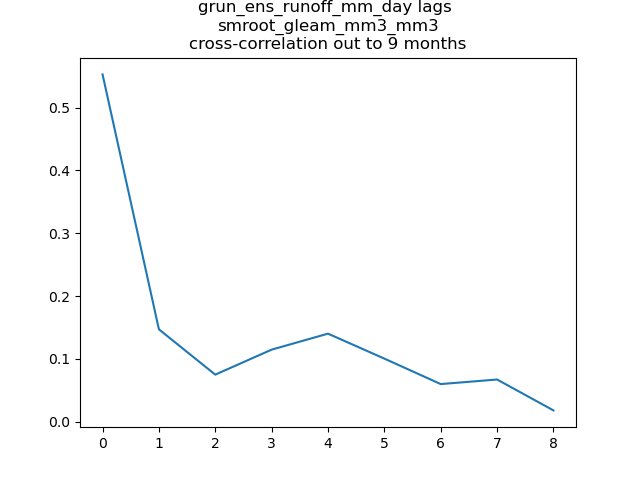 grun_ens_runoff_mm_day lags
smroot_gleam_mm3_mm3
cross-correlation out to 9 months
0.5
0.4
0.3
0.2
0.1
0.0
0 1 2 3 4 5 6 7 8